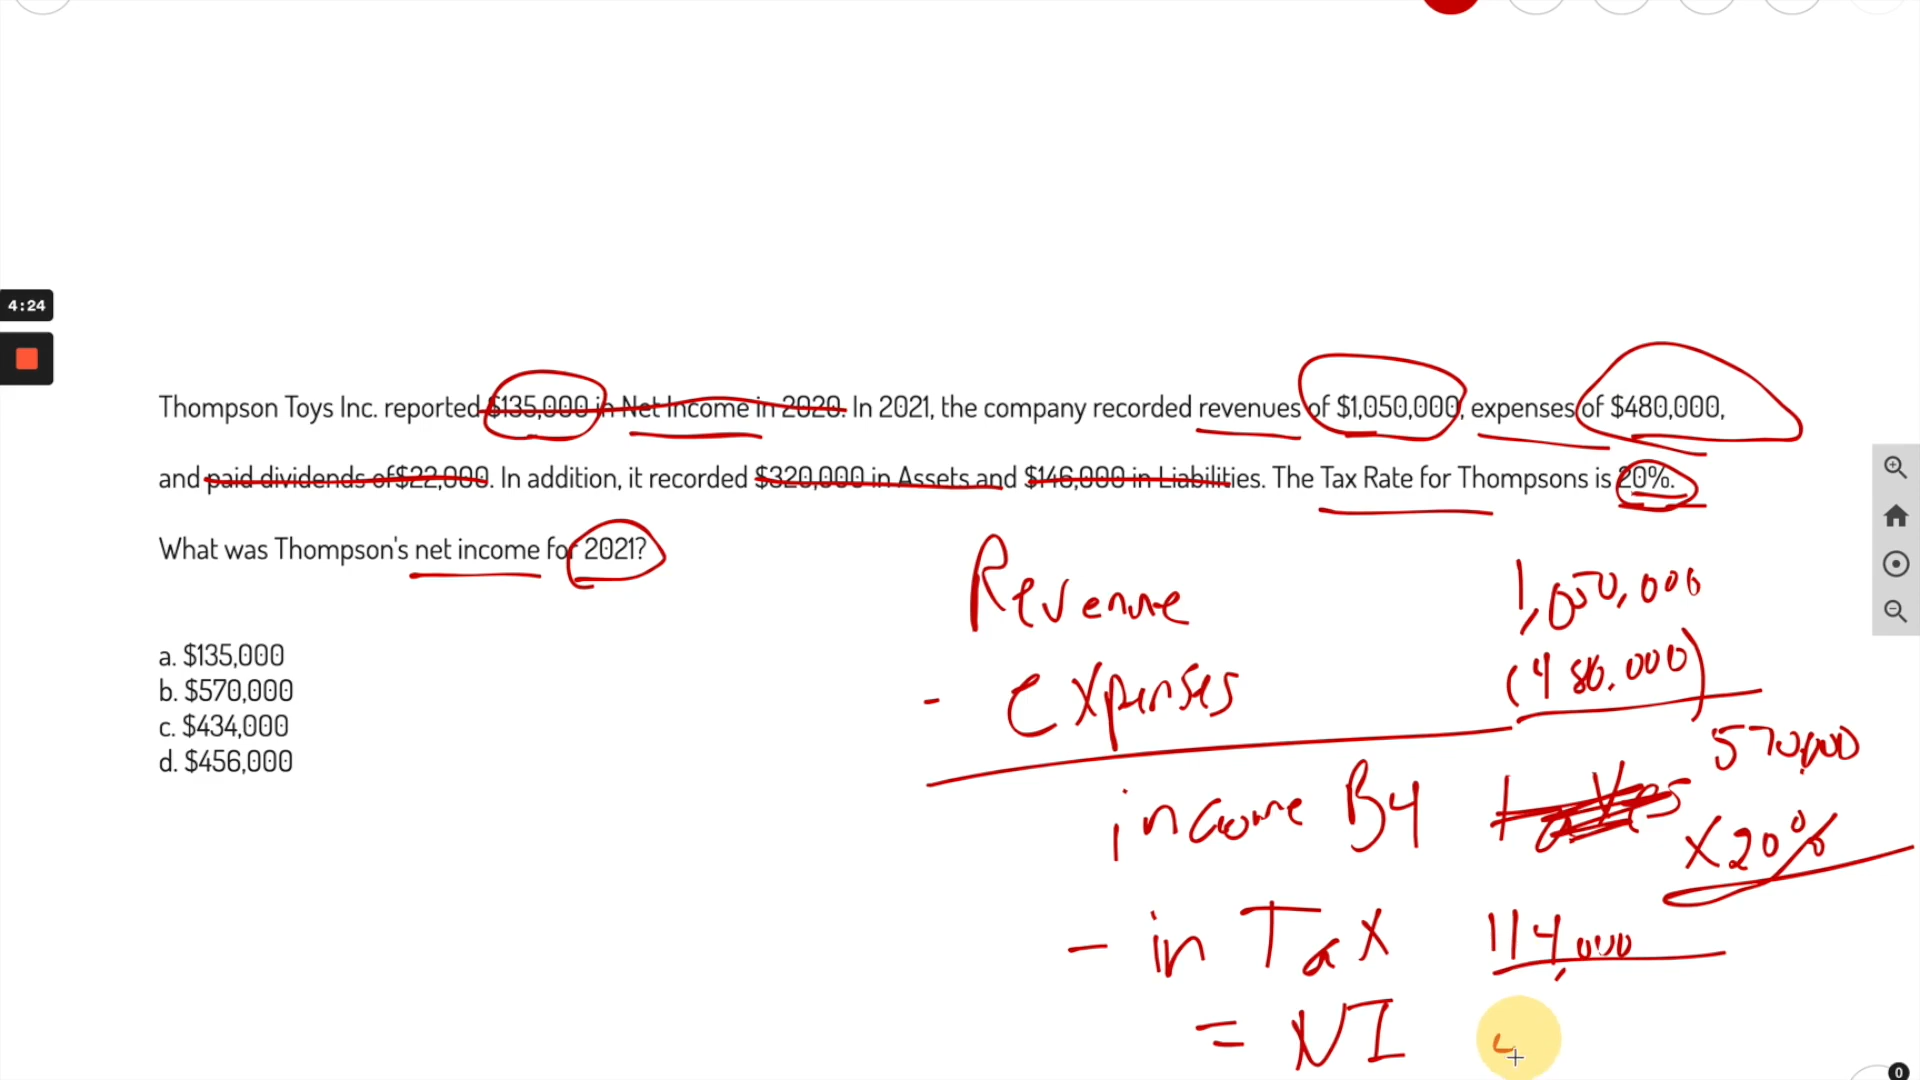 4:24
Thompson Toys Inc. reported $135,000 in Net Income in 2020. In 2021, the company recorded revenues of $1,050,000, expenses of $480,000,
and paid dividends of $22,000. In addition, it recorded $320,000 in Assets and $146,000 in Liabilities. The Tax Rate for Thompsons is 20%.
What was Thompson's net income for 2021?
a. $135,000
b. $570,000
c. $434,000
d. $456,000
Revenue 1,050,000
- expenses (480,000)
570,000
income B4 taxes
X 20%
- in Tax 114,000
= NI
0